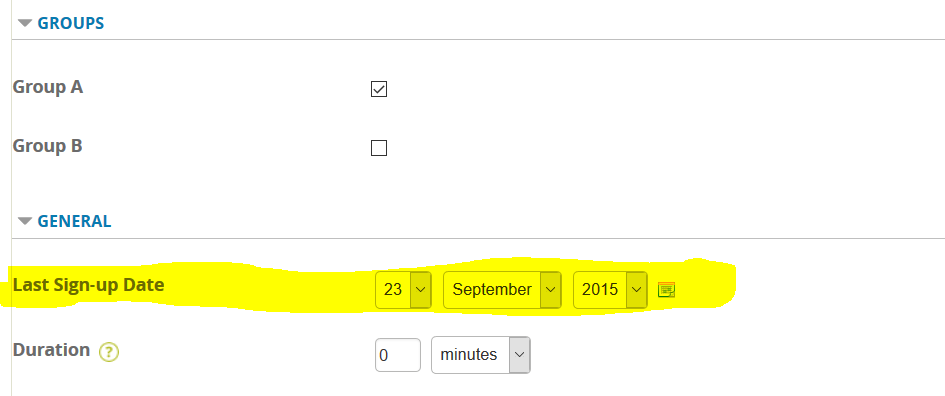 GROUPS
Group A
Group B
GENERAL
Last Sign-up Date 23 September 2015
Duration ? 0 minutes